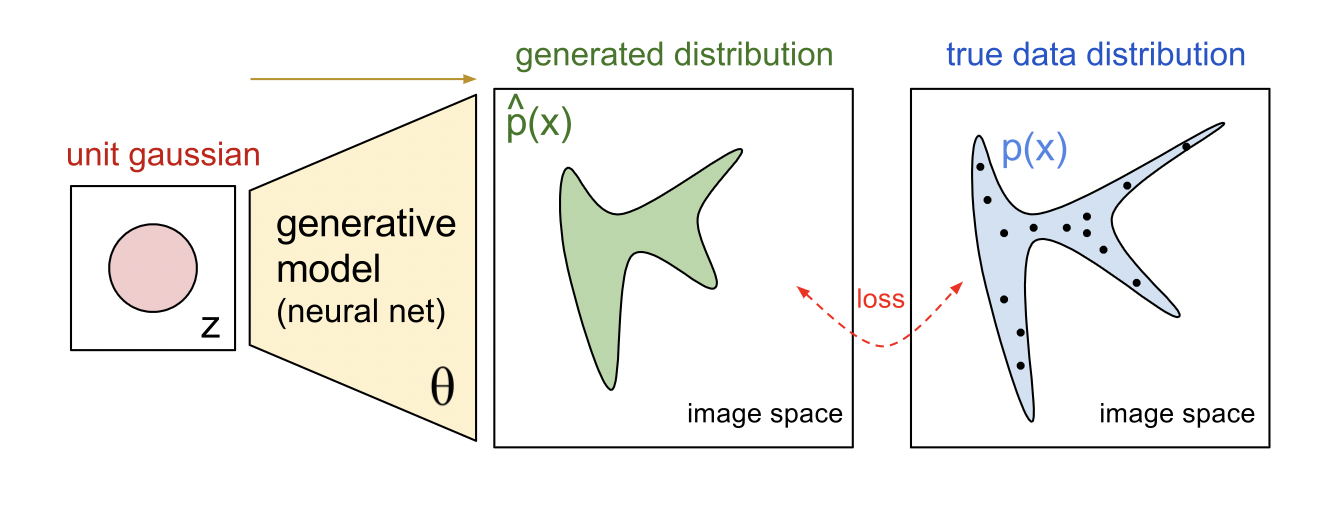 unit gaussian
z
generative
model
(neural net)
θ
generated distribution
p̂(x)
image space
loss
true data distribution
p(x)
image space